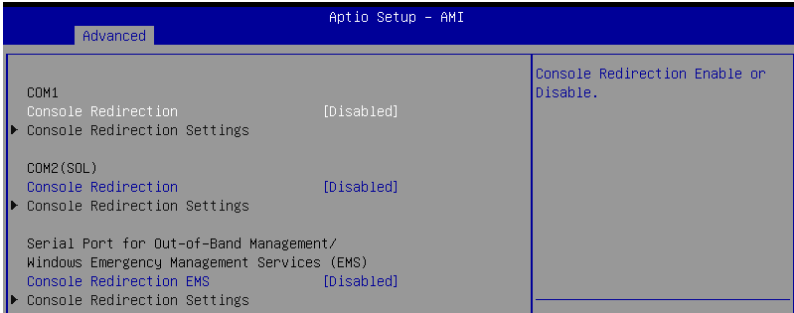 Aptio Setup – AMI
Advanced
COM1
Console Redirection [Disabled]
Console Redirection Settings
COM2(SOL)
Console Redirection [Disabled]
Console Redirection Settings
Serial Port for Out-of-Band Management/
Windows Emergency Management Services (EMS)
Console Redirection EMS [Disabled]
Console Redirection Settings
Console Redirection Enable or
Disable.